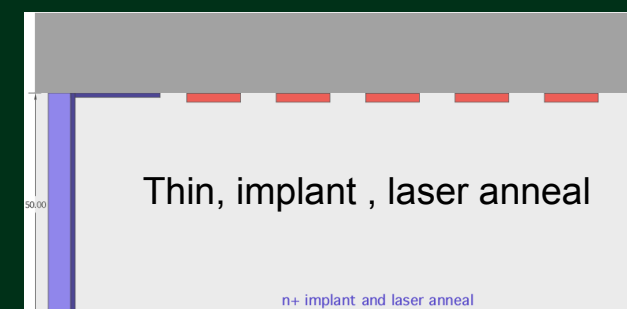 Thin, implant , laser anneal
50.00
n+ implant and laser anneal